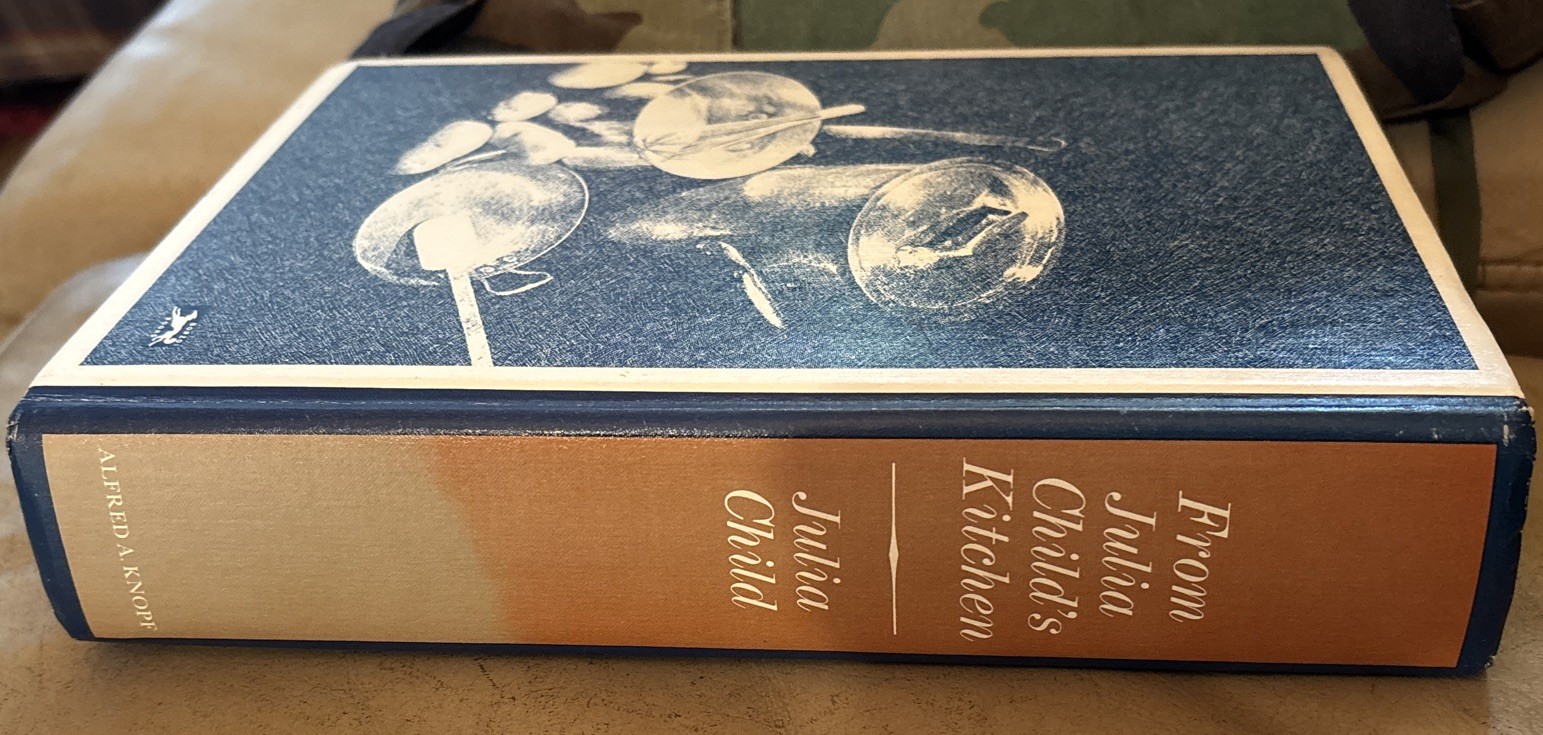 From
Julia
Child's
Kitchen
Julia
Child
ALFRED A. KNOPF